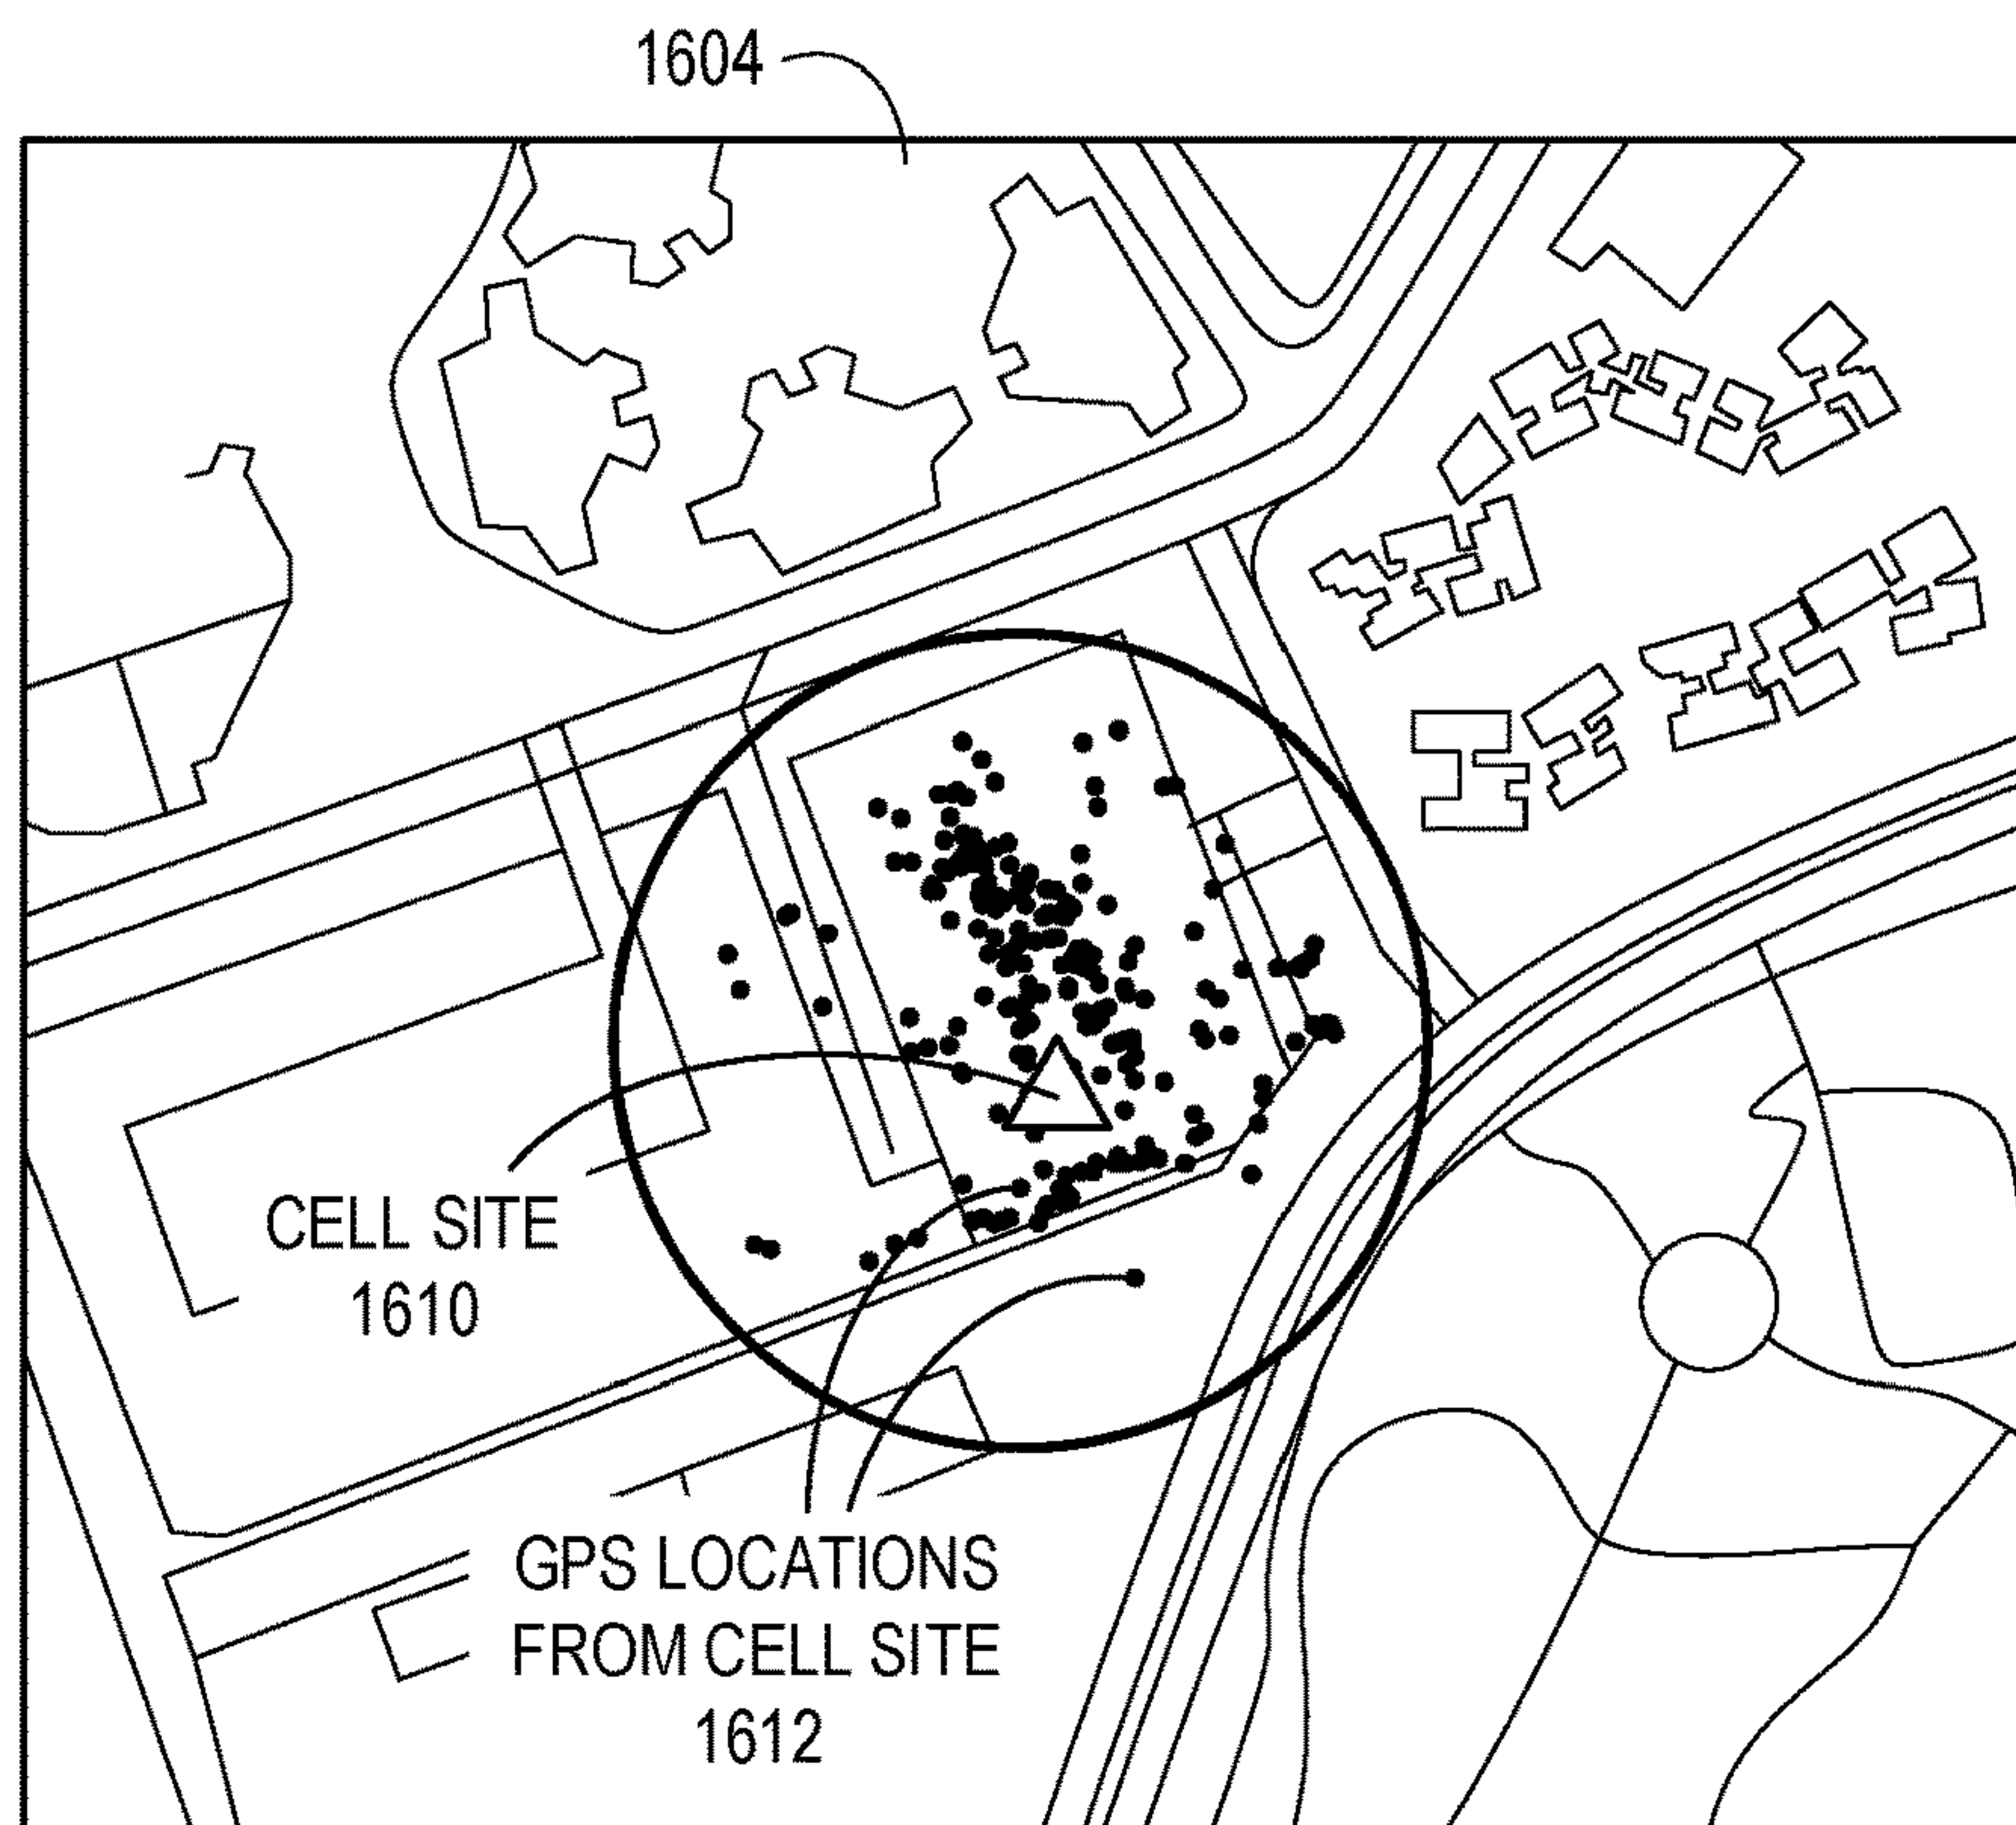 1604
CELL SITE
1610
GPS LOCATIONS
FROM CELL SITE
1612